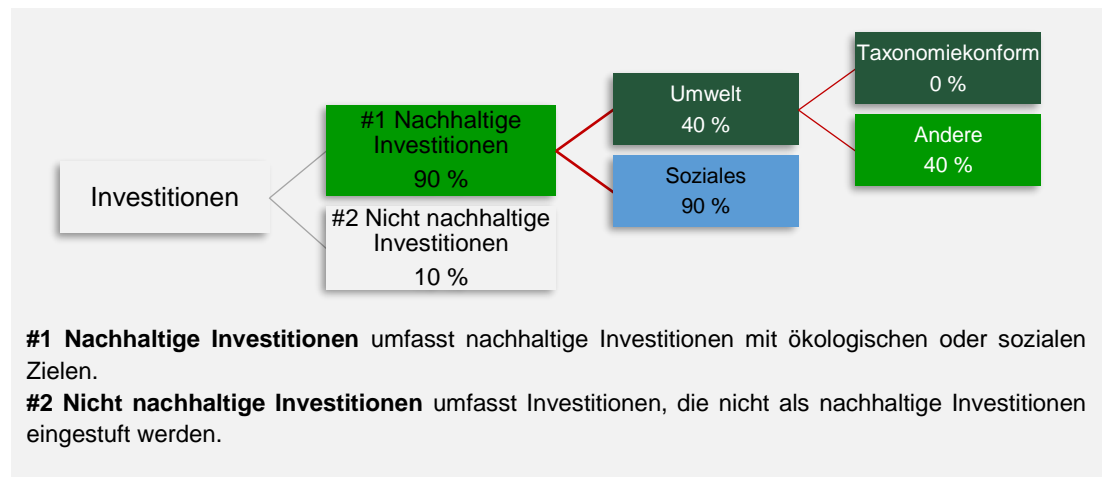 Investitionen
#1 Nachhaltige
Investitionen
90 %
#2 Nicht nachhaltige
Investitionen
10 %
Umwelt
40 %
Soziales
90 %
Taxonomiekonform
0 %
Andere
40 %
#1 Nachhaltige Investitionen umfasst nachhaltige Investitionen mit ökologischen oder sozialen
Zielen.
#2 Nicht nachhaltige Investitionen umfasst Investitionen, die nicht als nachhaltige Investitionen
eingestuft werden.